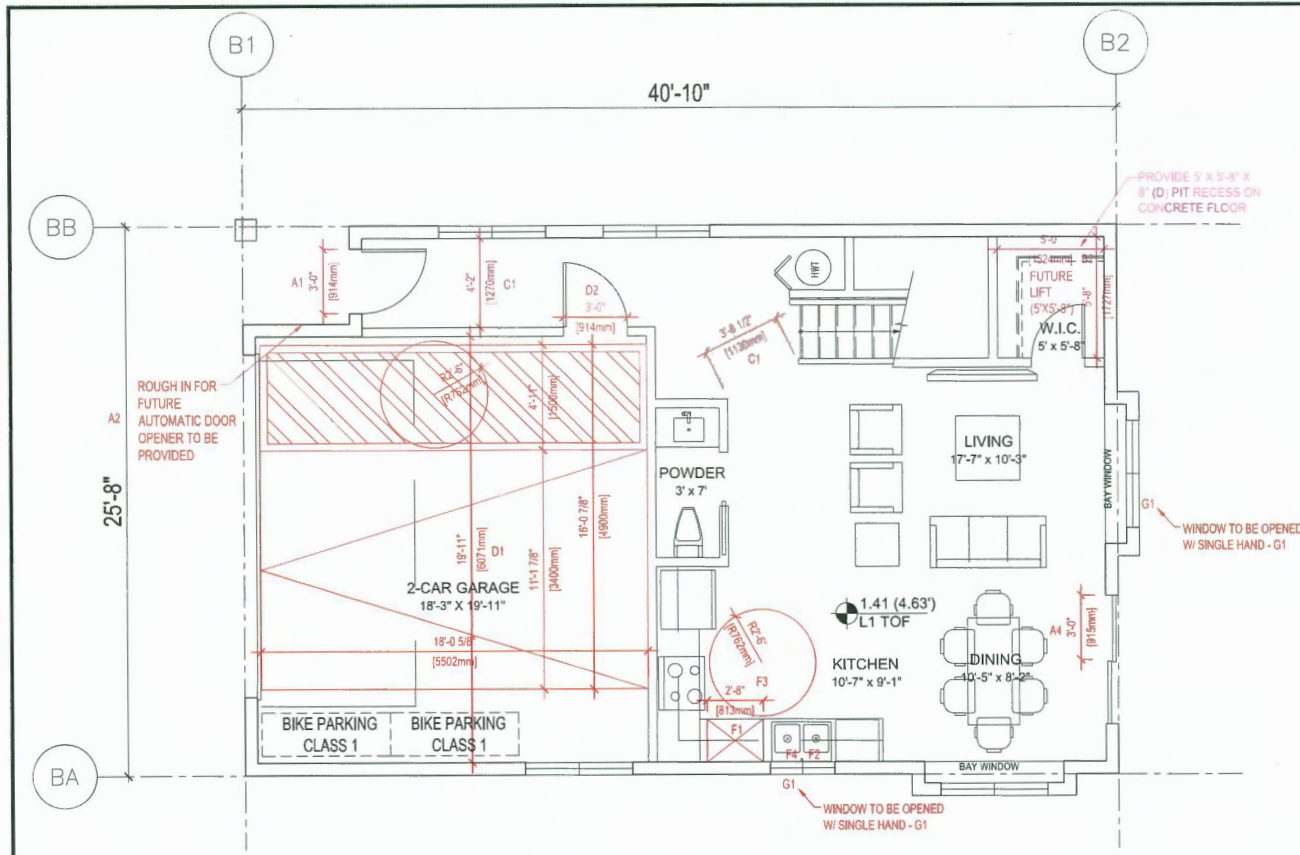 B1
B2
40'-10"
PROVIDE 5' X 5'-8" X
8" (D) PIT RECESS ON
CONCRETE FLOOR
BB
A1
3'-0"
[914mm]
4'-2"
[1270mm]
C1
D2
3'-0"
[914mm]
HWT
5'-0"
[1524mm]
FUTURE
LIFT
(5'X5'-8")
5'-8"
[1727mm]
W.I.C.
5' x 5'-8"
3'-8 1/2"
[1130mm]
C1
A2
ROUGH IN FOR
FUTURE
AUTOMATIC DOOR
OPENER TO BE
PROVIDED
R2'-6"
[R762mm]
4'-11"
[1500mm]
25'-8"
POWDER
3' x 7'
LIVING
17'-7" x 10'-3"
BAY WINDOW
G1
WINDOW TO BE OPENED
W/ SINGLE HAND - G1
19'-11"
[6071mm]
D1
11'-1 7/8"
[3400mm]
16'-0 7/8"
[4900mm]
2-CAR GARAGE
18'-3" X 19'-11"
18'-0 5/8"
[5502mm]
1.41 (4.63')
L1 TOF
R2'-6"
[R762mm]
F3
2'-8"
[813mm]
KITCHEN
10'-7" x 9'-1"
DINING
10'-5" x 8'-2"
A4
3'-0"
[915mm]
BIKE PARKING
CLASS 1
BIKE PARKING
CLASS 1
F1
F4
F2
BA
BAY WINDOW
G1
WINDOW TO BE OPENED
W/ SINGLE HAND - G1